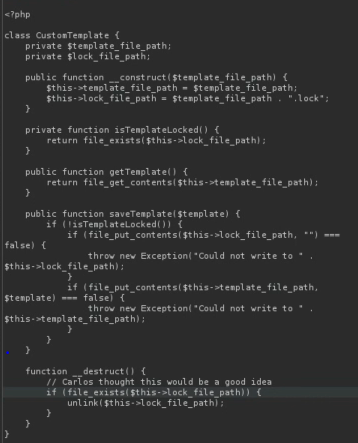 <?php
class CustomTemplate {
    private $template_file_path;
    private $lock_file_path;
    public function __construct($template_file_path) {
        $this->template_file_path = $template_file_path;
        $this->lock_file_path = $template_file_path . ".lock";
    }
    private function isTemplateLocked() {
        return file_exists($this->lock_file_path);
    }
    public function getTemplate() {
        return file_get_contents($this->template_file_path);
    }
    public function saveTemplate($template) {
        if (!isTemplateLocked()) {
            if (file_put_contents($this->lock_file_path, "") ===
false) {
                throw new Exception("Could not write to " .
$this->lock_file_path);
            }
            if (file_put_contents($this->template_file_path,
$template) === false) {
                throw new Exception("Could not write to " .
$this->template_file_path);
            }
        }
    }
    function __destruct() {
        // Carlos thought this would be a good idea
        if (file_exists($this->lock_file_path)) {
            unlink($this->lock_file_path);
        }
    }
}